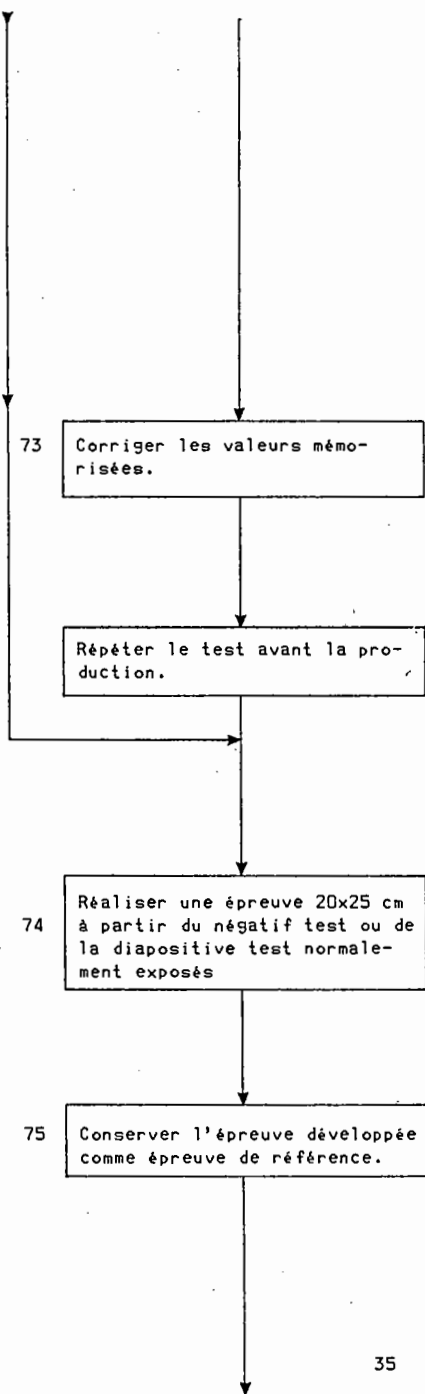 73
Corriger les valeurs mémo-
risées.
Répéter le test avant la pro-
duction.
74
Réaliser une épreuve 20x25 cm
à partir du négatif test ou de
la diapositive test normale-
ment exposés
75
Conserver l'épreuve développée
comme épreuve de référence.
35